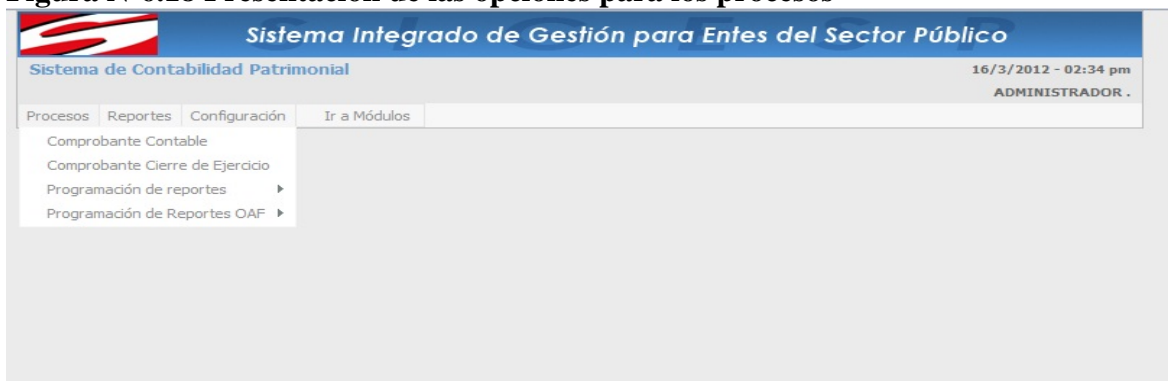 Sistema Integrado de Gestión para Entes del Sector Público
Sistema de Contabilidad Patrimonial
16/3/2012 - 02:34 pm
ADMINISTRADOR .
Procesos Reportes Configuración Ir a Módulos
Comprobante Contable
Comprobante Cierre de Ejercicio
Programación de reportes
Programación de Reportes OAF